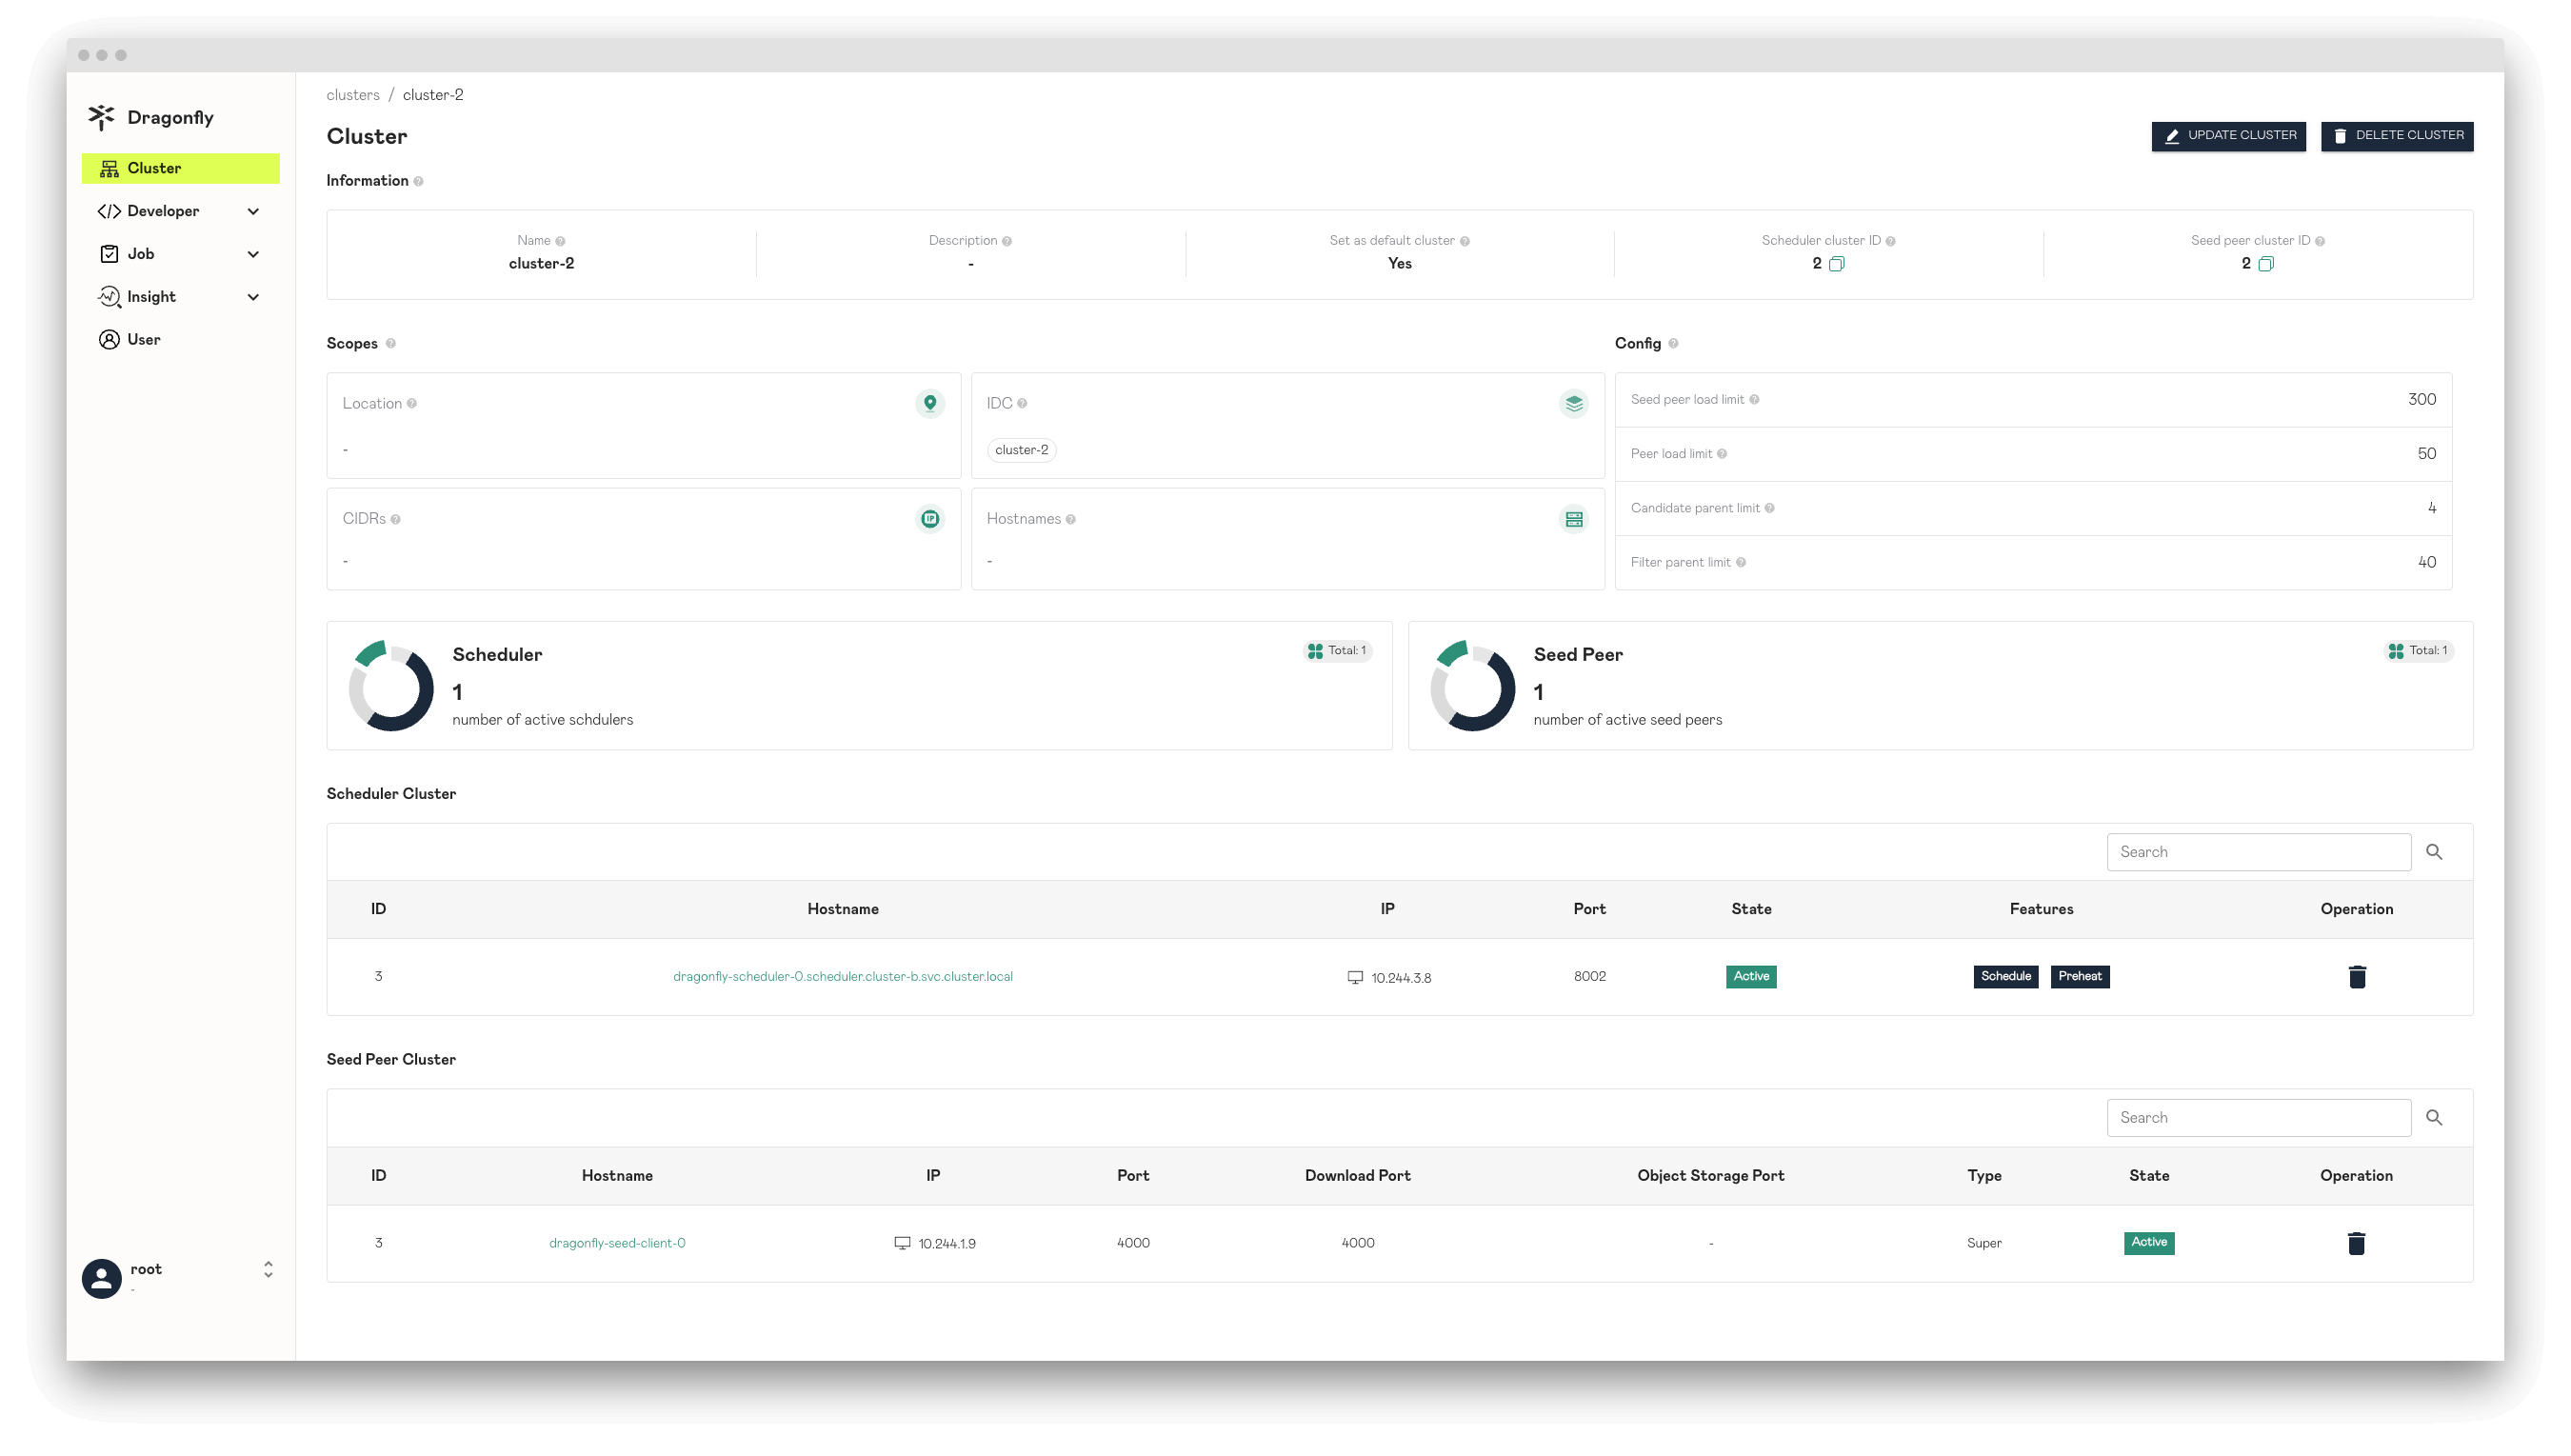 clusters / cluster-2
Dragonfly
Cluster
Developer
Job
Insight
User
root
-
Cluster
UPDATE CLUSTER
DELETE CLUSTER
Information
Name
cluster-2
Description
-
Set as default cluster
Yes
Scheduler cluster ID
2
Seed peer cluster ID
2
Scopes
Location
-
IDC
cluster-2
CIDRs
IP
-
Hostnames
-
Config
Seed peer load limit 300
Peer load limit 50
Candidate parent limit 4
Filter parent limit 40
Scheduler
Total: 1
1
number of active schdulers
Seed Peer
Total: 1
1
number of active seed peers
Scheduler Cluster
Search
ID Hostname IP Port State Features Operation
3 dragonfly-scheduler-0.scheduler.cluster-b.svc.cluster.local 10.244.3.8 8002 Active Schedule Preheat
Seed Peer Cluster
Search
ID Hostname IP Port Download Port Object Storage Port Type State Operation
3 dragonfly-seed-client-0 10.244.1.9 4000 4000 - Super Active